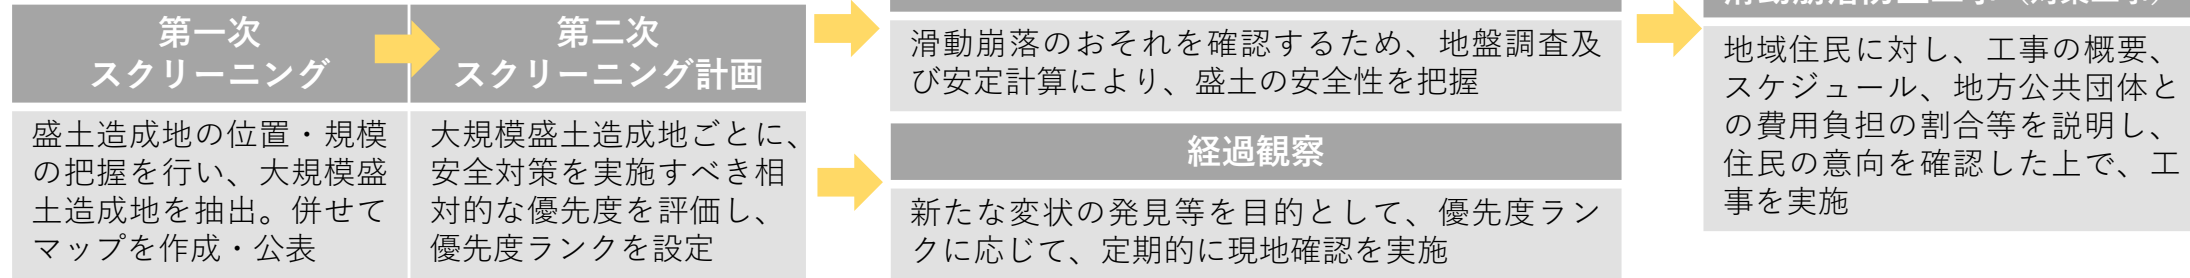 第一次
スクリーニング
盛土造成地の位置・規模
の把握を行い、大規模盛
土造成地を抽出。併せて
マップを作成・公表
第二次
スクリーニング計画
大規模盛土造成地ごとに、
安全対策を実施すべき相
対的な優先度を評価し、
優先度ランクを設定
滑動崩落のおそれを確認するため、地盤調査及
び安定計算により、盛土の安全性を把握
経過観察
新たな変状の発見等を目的として、優先度ラン
クに応じて、定期的に現地確認を実施
滑動崩落防止工事（対策工事）
地域住民に対し、工事の概要、
スケジュール、地方公共団体と
の費用負担の割合等を説明し、
住民の意向を確認した上で、工
事を実施